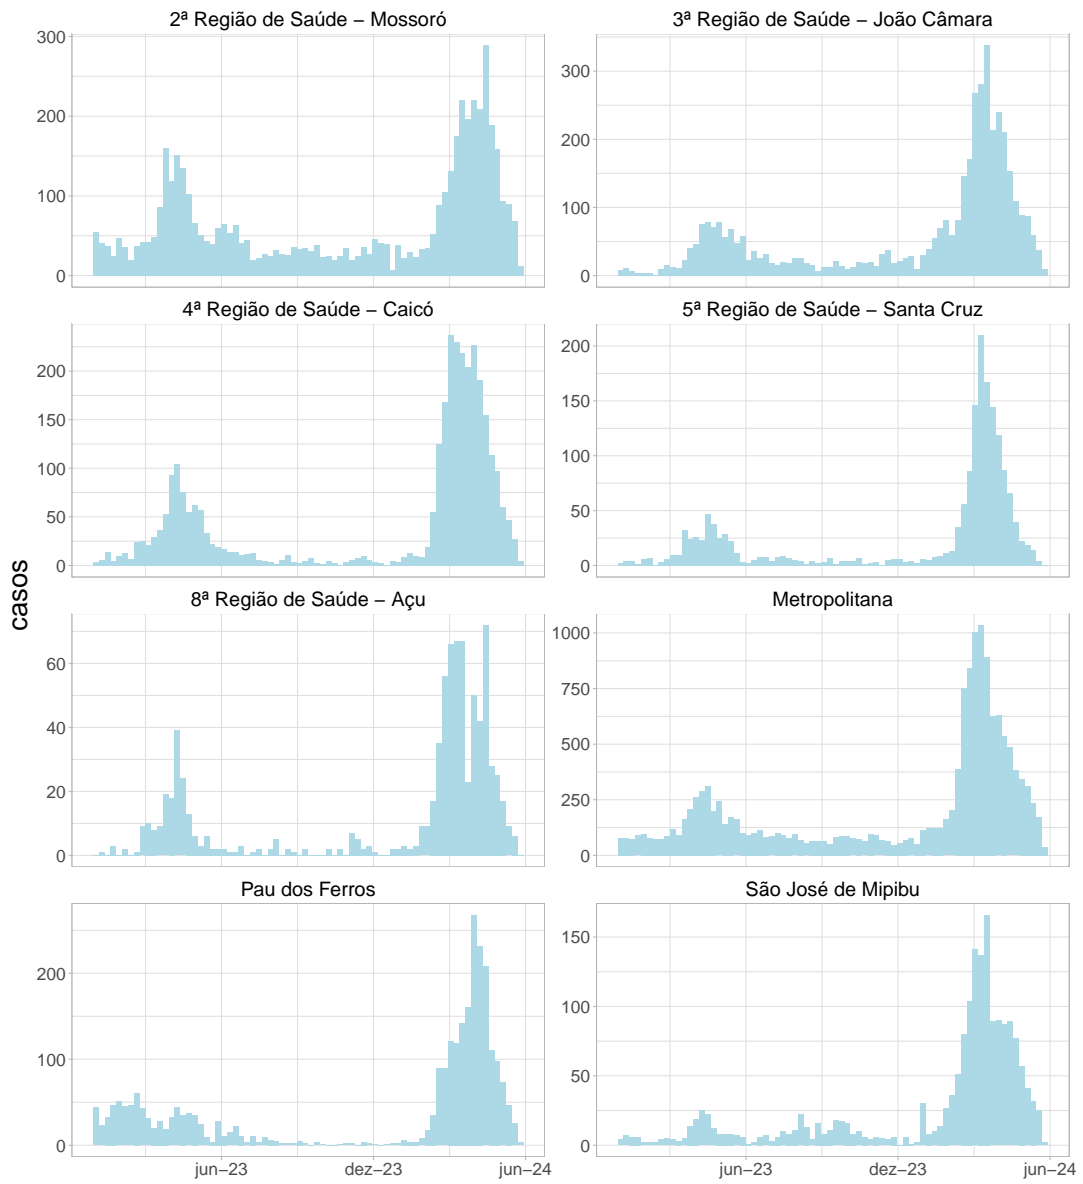 2ª Região de Saúde – Mossoró
3ª Região de Saúde – João Câmara
300
200
100
0
300
200
100
0
4ª Região de Saúde – Caicó
5ª Região de Saúde – Santa Cruz
200
150
100
50
0
200
150
100
50
0
casos
8ª Região de Saúde – Açu
Metropolitana
60
40
20
0
1000
750
500
250
0
Pau dos Ferros
São José de Mipibu
200
100
0
150
100
50
0
jun–23
dez–23
jun–24
jun–23
dez–23
jun–24